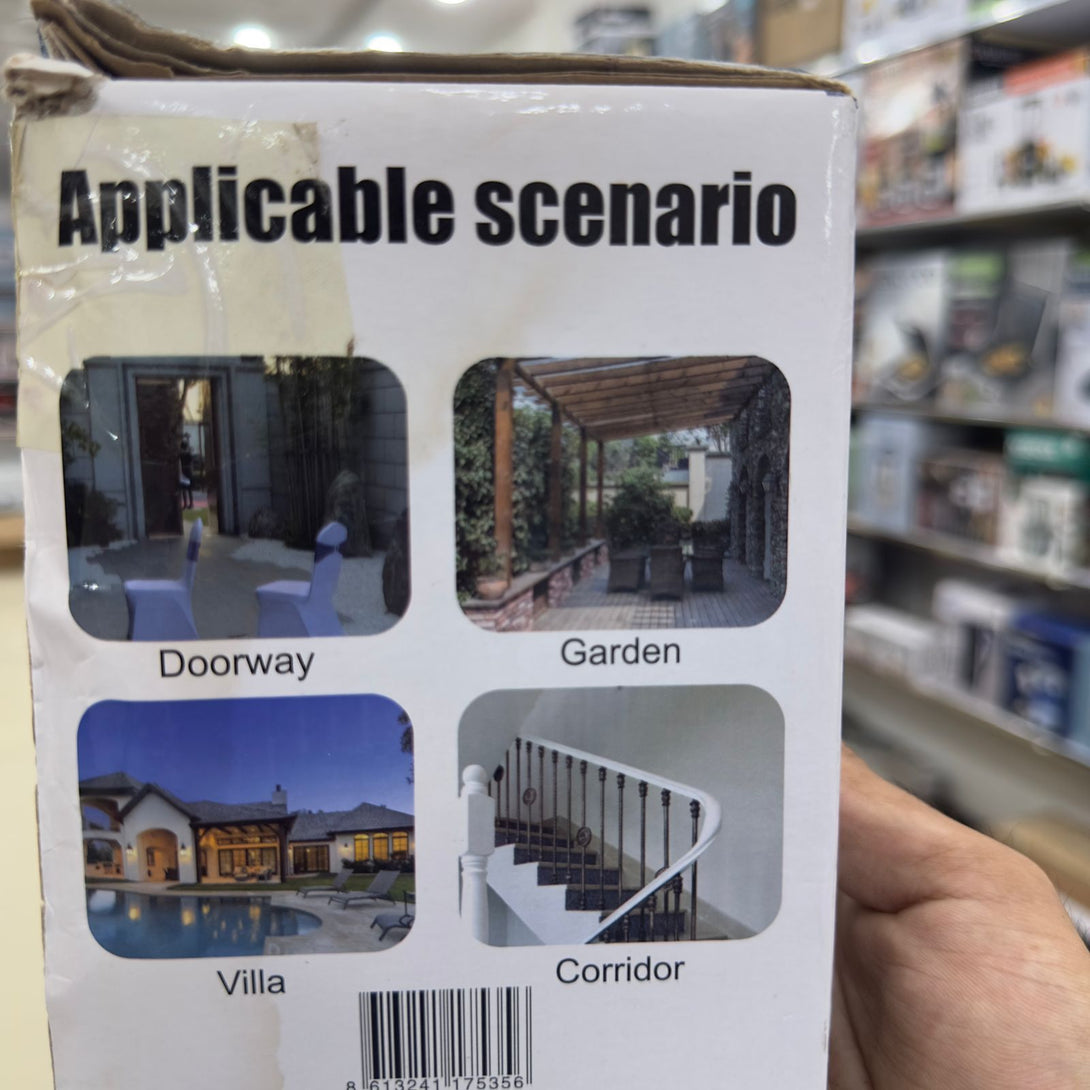 Applicable scenario
Doorway
Garden
Villa
Corridor
8 613241 175356